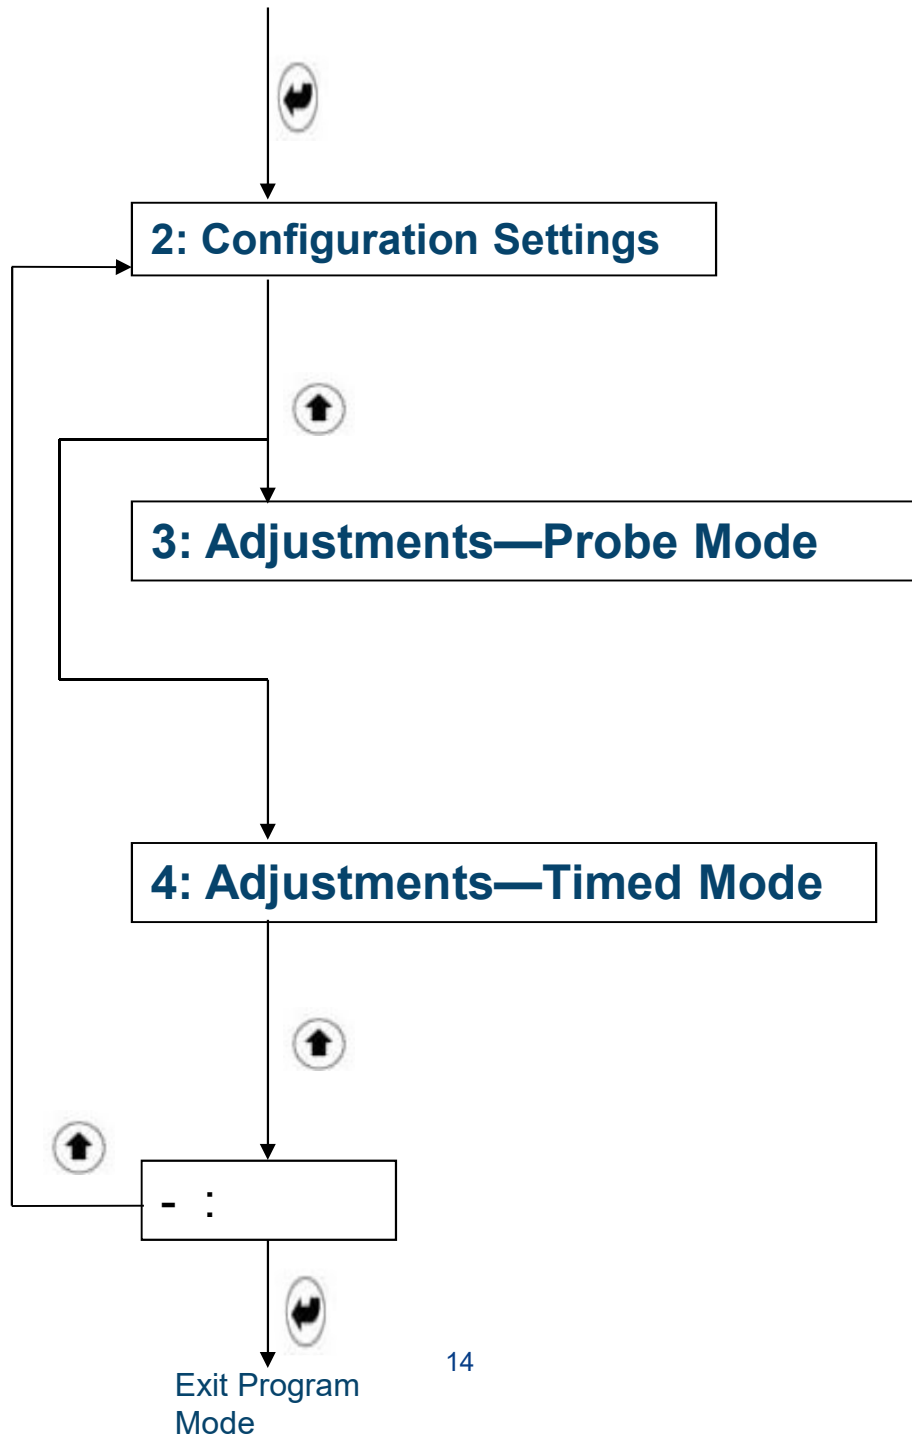 2: Configuration Settings
3: Adjustments—Probe Mode
4: Adjustments—Timed Mode
- :
14
Exit Program
Mode